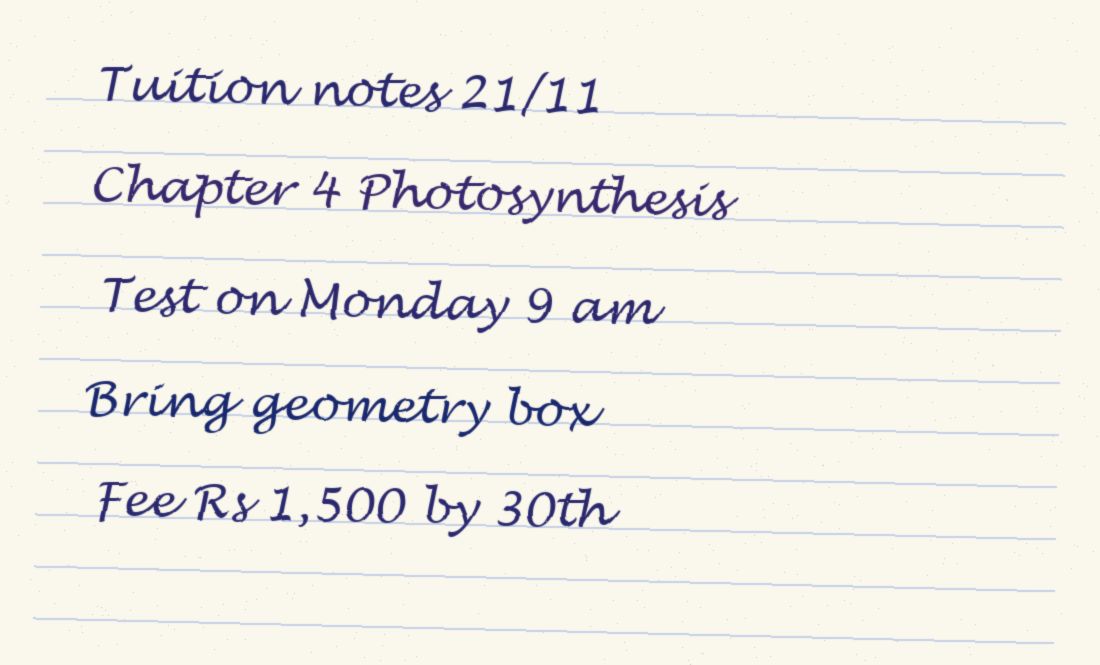 Tuition notes 21/11
Chapter 4 Photosynthesis
Test on Monday 9 am
Bring geometry box
Fee Rs 1,500 by 30th